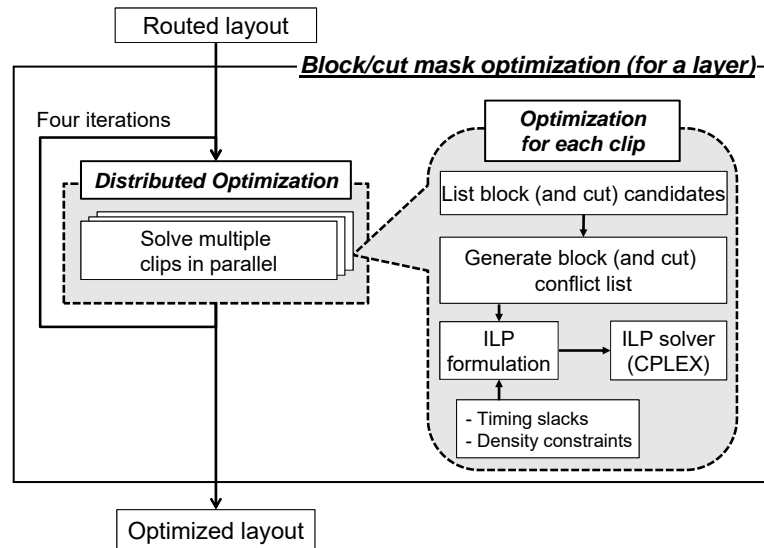 Routed layout
Block/cut mask optimization (for a layer)
Four iterations
Distributed Optimization
Solve multiple
clips in parallel
Optimization
for each clip
List block (and cut) candidates
Generate block (and cut)
conflict list
ILP
formulation
ILP solver
(CPLEX)
- Timing slacks
- Density constraints
Optimized layout